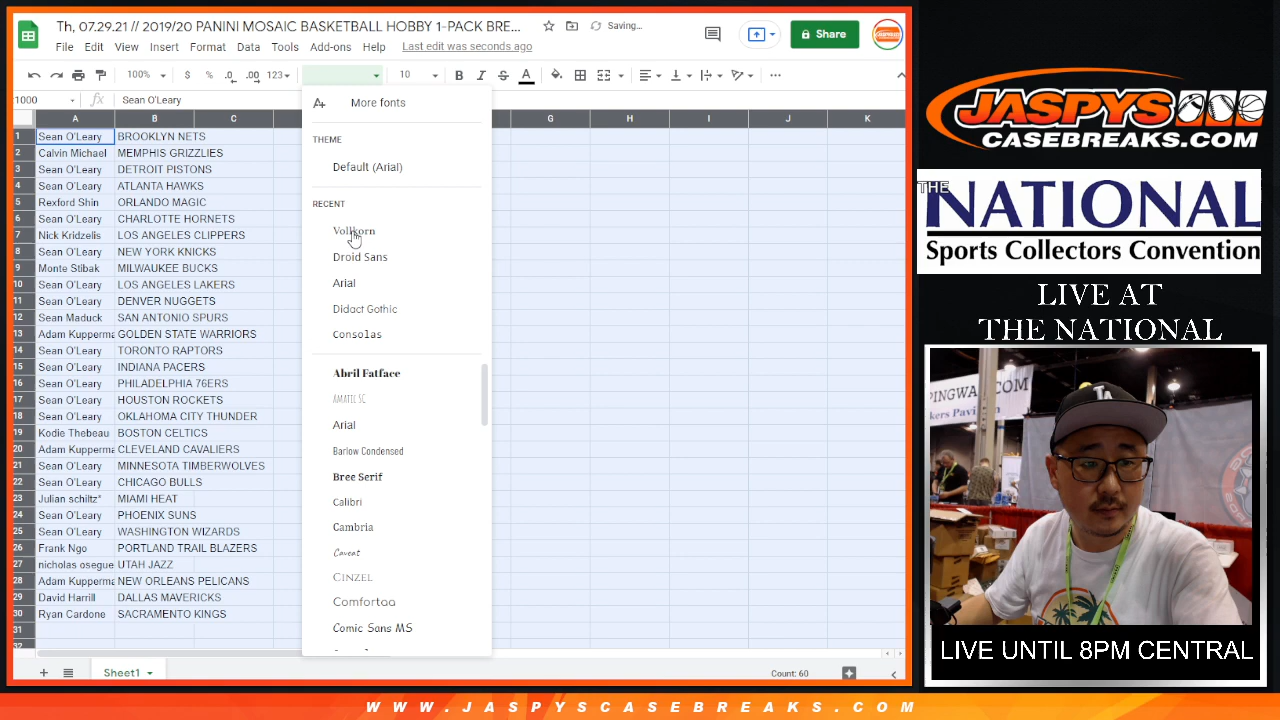 Th, 07.29.21 // 2019/20 PANINI MOSAIC BASKETBALL HOBBY 1-PACK BRE...
Saving...
File Edit View Insert Format Data Tools Add-ons Help Last edit was seconds ago
Share
100% $ % .0 .00 123 10 B I S A
1000 fx Sean O'Leary
A B C G H I J K
1 Sean O'Leary BROOKLYN NETS
2 Calvin Michael MEMPHIS GRIZZLIES
3 Sean O'Leary DETROIT PISTONS
4 Sean O'Leary ATLANTA HAWKS
5 Rexford Shin ORLANDO MAGIC
6 Sean O'Leary CHARLOTTE HORNETS
7 Nick Kridzelis LOS ANGELES CLIPPERS
8 Sean O'Leary NEW YORK KNICKS
9 Monte Stibak MILWAUKEE BUCKS
10 Sean O'Leary LOS ANGELES LAKERS
11 Sean O'Leary DENVER NUGGETS
12 Sean Maduck SAN ANTONIO SPURS
13 Adam Kupperma GOLDEN STATE WARRIORS
14 Sean O'Leary TORONTO RAPTORS
15 Sean O'Leary INDIANA PACERS
16 Sean O'Leary PHILADELPHIA 76ERS
17 Sean O'Leary HOUSTON ROCKETS
18 Sean O'Leary OKLAHOMA CITY THUNDER
19 Kodie Thebeau BOSTON CELTICS
20 Adam Kupperma CLEVELAND CAVALIERS
21 Sean O'Leary MINNESOTA TIMBERWOLVES
22 Sean O'Leary CHICAGO BULLS
23 Julian schiltz* MIAMI HEAT
24 Sean O'Leary PHOENIX SUNS
25 Sean O'Leary WASHINGTON WIZARDS
26 Frank Ngo PORTLAND TRAIL BLAZERS
27 nicholas osegue UTAH JAZZ
28 Adam Kupperma NEW ORLEANS PELICANS
29 David Harrill DALLAS MAVERICKS
30 Ryan Cardone SACRAMENTO KINGS
31
32
More fonts
THEME
Default (Arial)
RECENT
Vollkorn
Droid Sans
Arial
Didact Gothic
Consolas
Abril Fatface
AMATIC SC
Arial
Barlow Condensed
Bree Serif
Calibri
Cambria
Caveat
CINZEL
Comfortaa
Comic Sans MS
Sheet1
Count: 60
JASPYS
CASEBREAKS.COM
THE
NATIONAL
Sports Collectors Convention
LIVE AT
THE NATIONAL
PINGWAX.COM
LA
LIVE UNTIL 8PM CENTRAL
WWW.JASPYSCASEBREAKS.COM